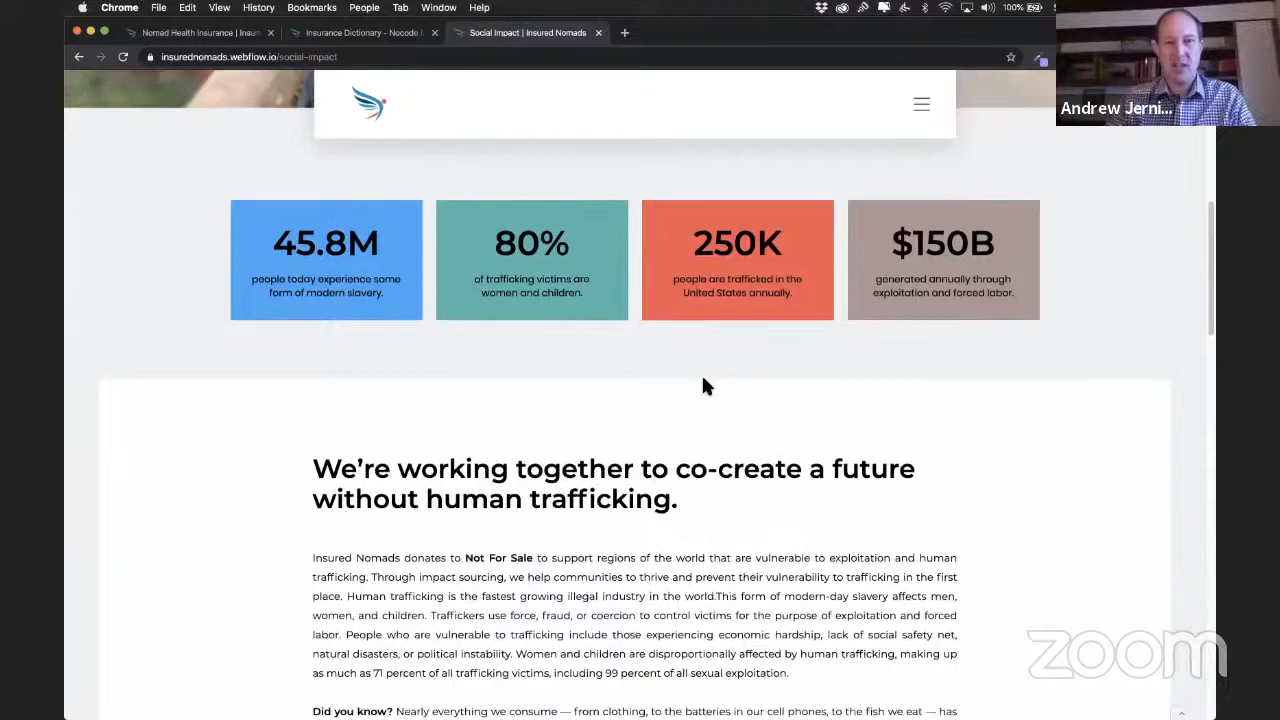 Chrome File Edit View History Bookmarks People Tab Window Help 100%
Nomad Health Insurance | Insur
Insurance Dictionary - Nocode
Social Impact | Insured Nomads
insurednomads.webflow.io/social-impact
Andrew Jerni...
45.8M
people today experience some
form of modern slavery.
80%
of trafficking victims are
women and children.
250K
people are trafficked in the
United States annually.
$150B
generated annually through
exploitation and forced labor.
We're working together to co-create a future
without human trafficking.
Insured Nomads donates to Not For Sale to support regions of the world that are vulnerable to exploitation and human
trafficking. Through impact sourcing, we help communities to thrive and prevent their vulnerability to trafficking in the first
place. Human trafficking is the fastest growing illegal industry in the world.This form of modern-day slavery affects men,
women, and children. Traffickers use force, fraud, or coercion to control victims for the purpose of exploitation and forced
labor. People who are vulnerable to trafficking include those experiencing economic hardship, lack of social safety net,
natural disasters, or political instability. Women and children are disproportionally affected by human trafficking, making up
as much as 71 percent of all trafficking victims, including 99 percent of all sexual exploitation.
Did you know? Nearly everything we consume — from clothing, to the batteries in our cell phones, to the fish we eat — has
zoom